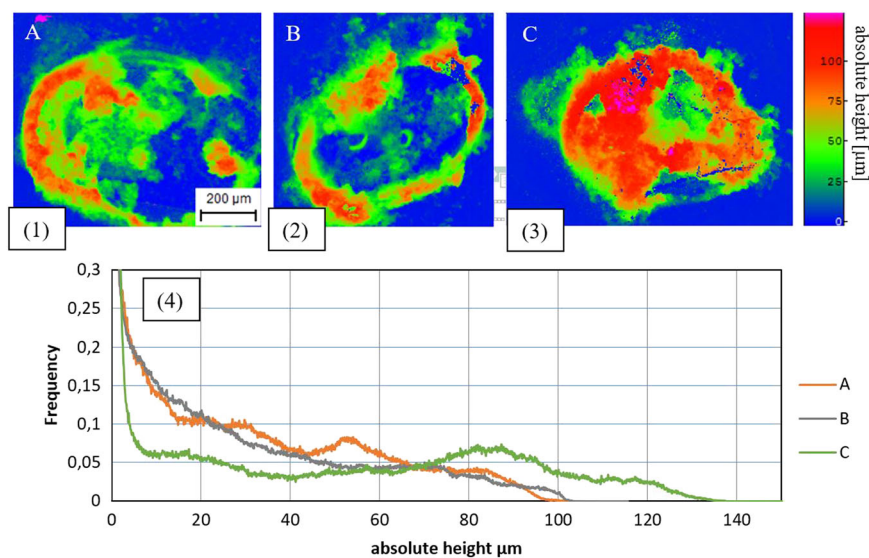 A
B
C
(1)
200 µm
(2)
(3)
absolute height [µm]
125
100
75
50
25
0
(4)
Frequency
0,3
0,25
0,2
0,15
0,1
0,05
0
0 20 40 60 80 100 120 140
absolute height µm
A
B
C